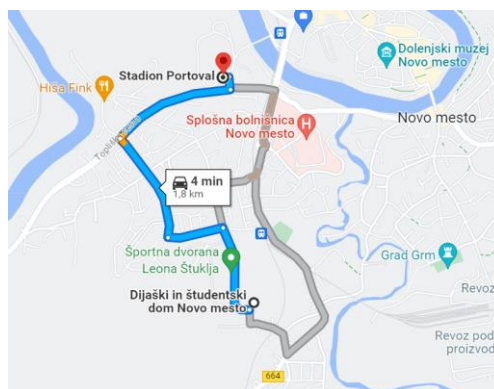 Stadion Portoval
Dolenjski muzej
Novo mesto
Hiša Fink
Splošna bolnišnica
Novo mesto
Novo mesto
4 min
1,8 km
Športna dvorana
Leona Štuklja
Grad Grm
Dijaški in študentski
dom Novo mesto
Revoz
Revoz pod
proizvod
664